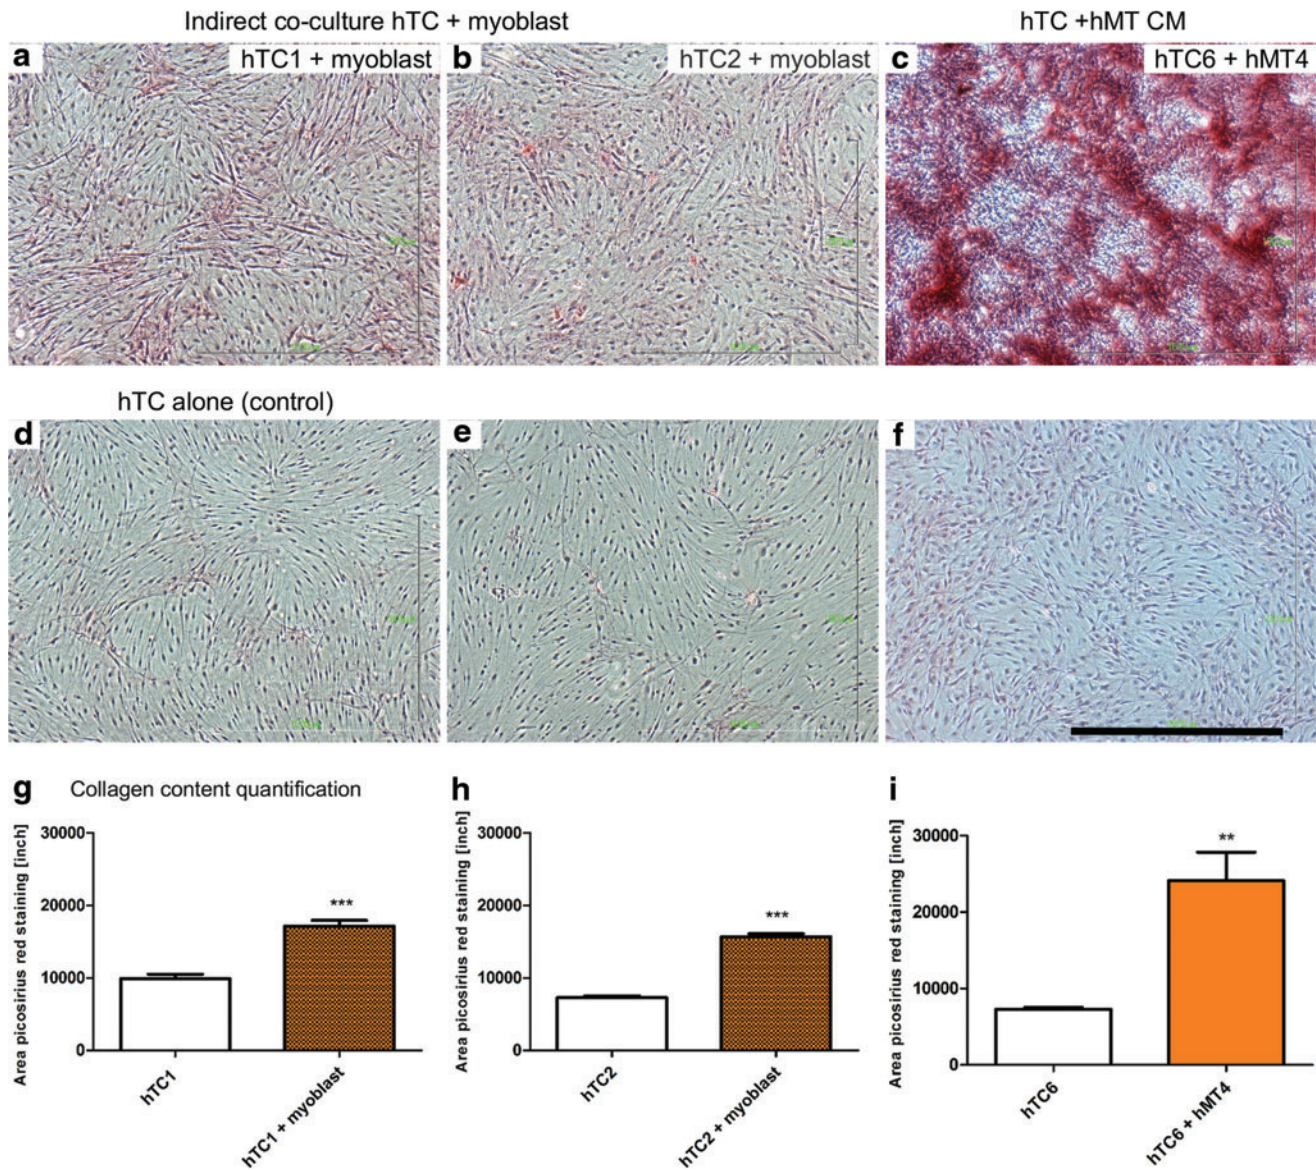 Indirect co-culture hTC + myoblast
hTC +hMT CM
a
hTC1 + myoblast
b
hTC2 + myoblast
c
hTC6 + hMT4
hTC alone (control)
d
e
f
g
Collagen content quantification
h
i
Area picosirius red staining [inch]
30000
20000
10000
0
hTC1
***
hTC1 + myoblast
Area picosirius red staining [inch]
30000
20000
10000
0
hTC2
***
hTC2 + myoblast
Area picosirius red staining [inch]
30000
20000
10000
0
hTC6
**
hTC6 + hMT4